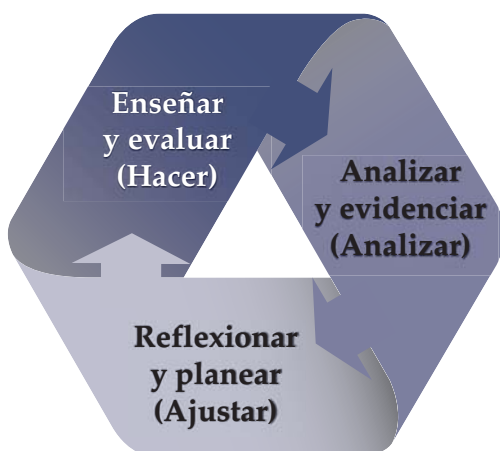 Enseñar
y evaluar
(Hacer)
Analizar
y evidenciar
(Analizar)
Reflexionar
y planear
(Ajustar)